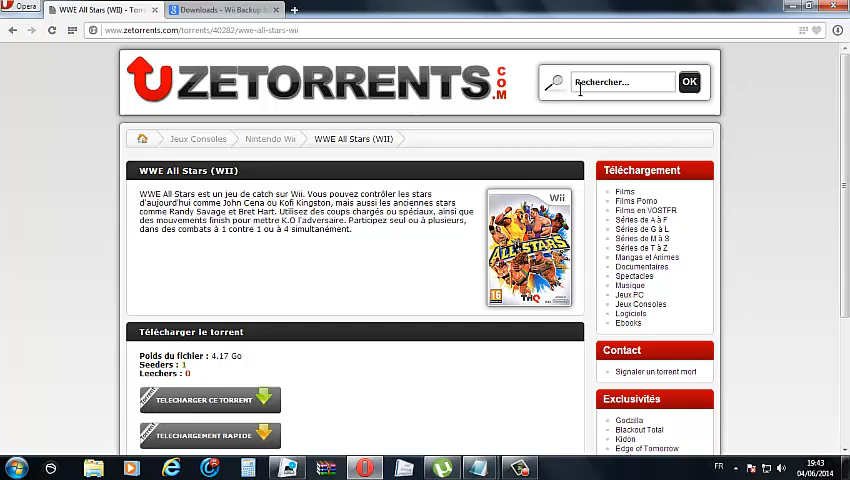 Opera
WWE All Stars (WII) - Torr
Downloads - Wii Backup
www.zetorrents.com/torrents/40282/wwe-all-stars-wii
ZETORRENTS.COM
Rechercher...
OK
Jeux Consoles
Nintendo Wii
WWE All Stars (WII)
WWE All Stars (WII)
WWE All Stars est un jeu de catch sur Wii. Vous pouvez contrôler les stars
d'aujourd'hui comme John Cena ou Kofi Kingston, mais aussi les anciennes stars
comme Randy Savage et Bret Hart. Utilisez des coups chargés ou spéciaux, ainsi que
des mouvements finish pour mettre K.O l'adversaire. Participez seul ou à plusieurs,
dans des combats à 1 contre 1 ou à 4 simultanément.
Wii
ALL STARS
16
THQ
Télécharger le torrent
Poids du fichier : 4.17 Go
Seeders : 1
Leechers : 0
Torrent
TELECHARGER CE TORRENT
Torrent
TELECHARGEMENT RAPIDE
Téléchargement
Films
Films Porno
Films en VOSTFR
Séries de A à F
Séries de G à L
Séries de M à S
Séries de T à Z
Mangas et Animes
Documentaires
Spectacles
Musique
Jeux PC
Jeux Consoles
Logiciels
Ebooks
Contact
Signaler un torrent mort
Exclusivités
Godzilla
Blackout Total
Kidon
Edge of Tomorrow
FR
19:43
04/06/2014